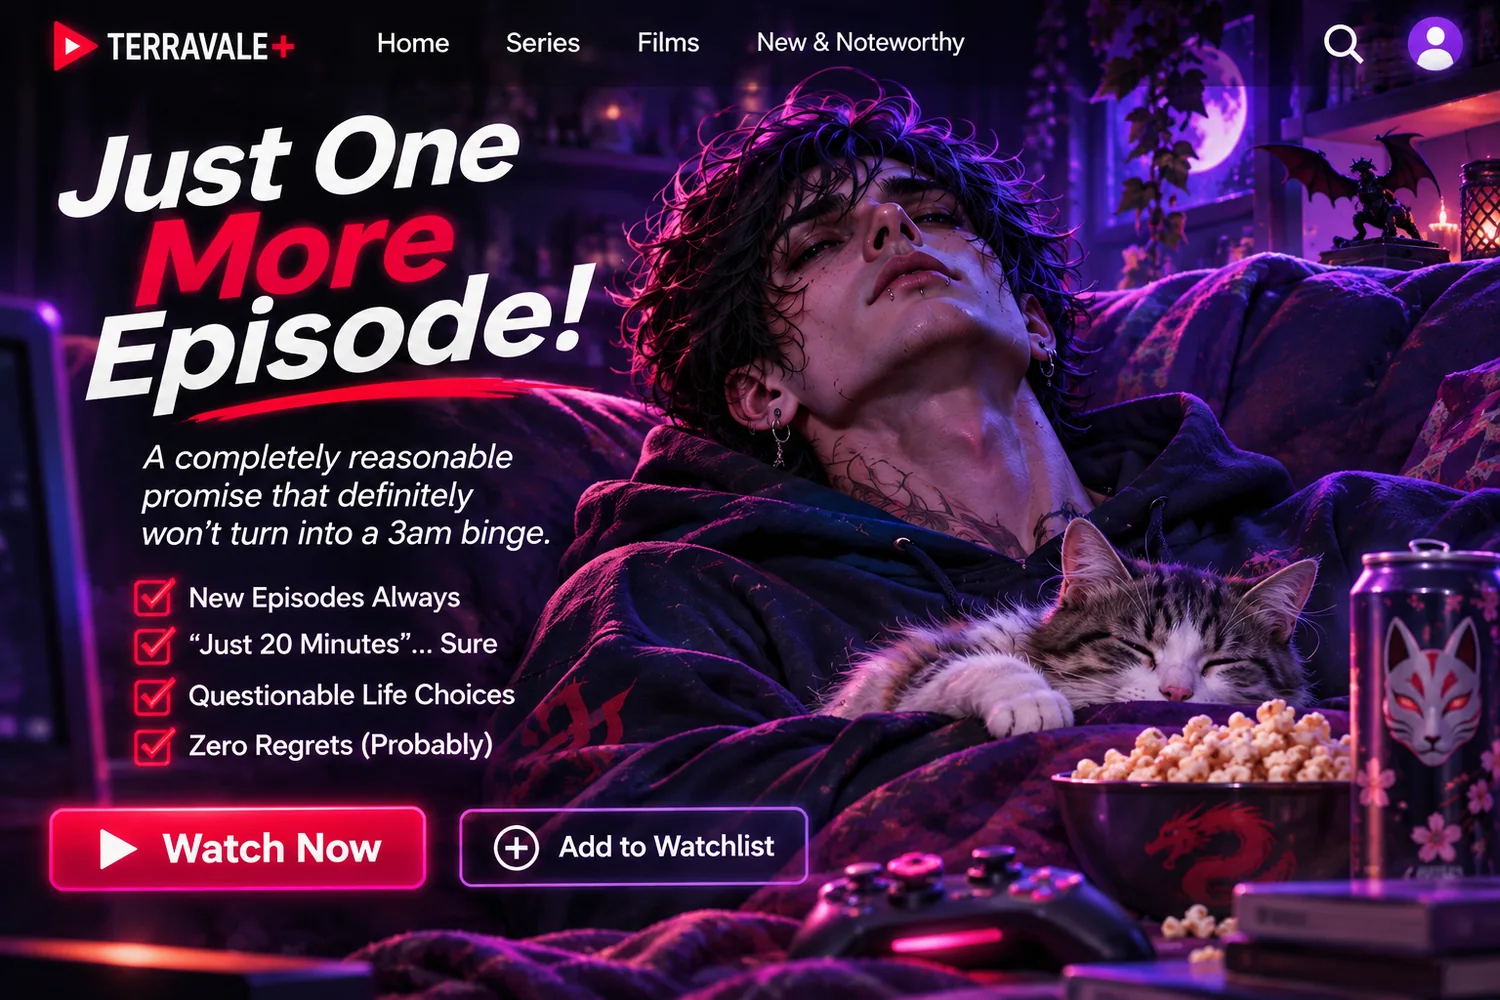 TERRAVALE+
Home
Series
Films
New & Noteworthy
Just One
More
Episode!
A completely reasonable
promise that definitely
won't turn into a 3am binge.
New Episodes Always
“Just 20 Minutes”... Sure
Questionable Life Choices
Zero Regrets (Probably)
Watch Now
Add to Watchlist